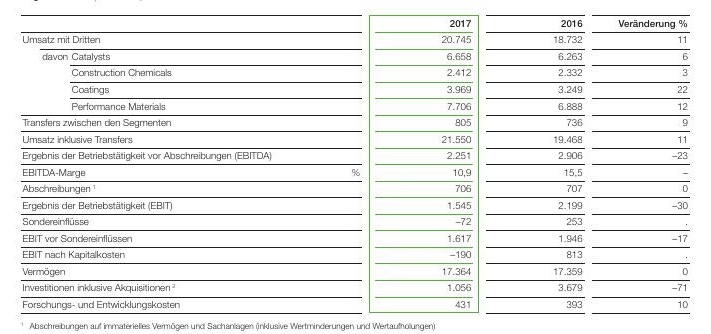 2017 2016 Veränderung %
Umsatz mit Dritten 20.745 18.732 11
davon Catalysts 6.658 6.263 6
Construction Chemicals 2.412 2.332 3
Coatings 3.969 3.249 22
Performance Materials 7.706 6.888 12
Transfers zwischen den Segmenten 805 736 9
Umsatz inklusive Transfers 21.550 19.468 11
Ergebnis der Betriebstätigkeit vor Abschreibungen (EBITDA) 2.251 2.906 –23
EBITDA-Marge % 10,9 15,5 –
Abschreibungen ¹ 706 707 0
Ergebnis der Betriebstätigkeit (EBIT) 1.545 2.199 –30
Sondereinflüsse –72 253 .
EBIT vor Sondereinflüssen 1.617 1.946 –17
EBIT nach Kapitalkosten –190 813 .
Vermögen 17.364 17.359 0
Investitionen inklusive Akquisitionen ² 1.056 3.679 –71
Forschungs- und Entwicklungskosten 431 393 10
¹ Abschreibungen auf immaterielles Vermögen und Sachanlagen (inklusive Wertminderungen und Wertaufholungen)